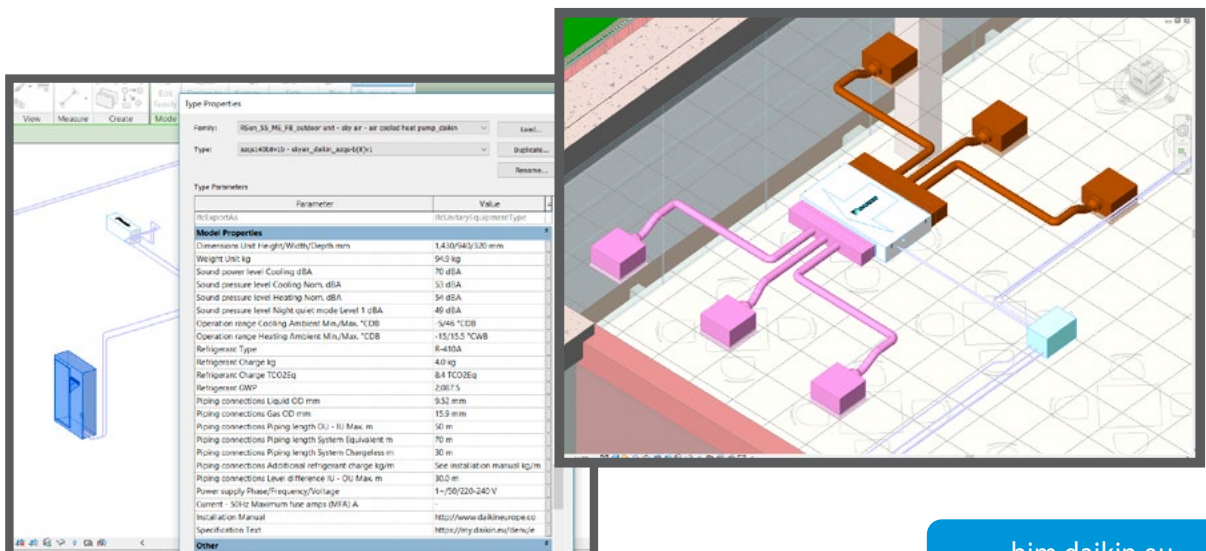 View
Measure
Create
Mode
Edit
Family
Type Properties
Family:
RSen_55_ME_FB_outdoor unit - sky air - air cooled heat pump_daikin
Load...
Type:
Duplicate...
Rename...
Type Parameters
Parameter Value
IfcExportAs IfcUnitaryEquipmentType
Model Properties
Dimensions Unit Height/Width/Depth mm 1,430/940/320 mm
Weight Unit kg 94.9 kg
Sound power level Cooling dBA 70 dBA
Sound pressure level Cooling Nom. dBA 53 dBA
Sound pressure level Heating Nom. dBA 54 dBA
Sound pressure level Night quiet mode Level 1 dBA 49 dBA
Operation range Cooling Ambient Min./Max. °CDB -5/46 °CDB
Operation range Heating Ambient Min./Max. °CDB -15/15.5 °CWB
Refrigerant Type R-410A
Refrigerant Charge kg 4.0 kg
Refrigerant Charge TCO2Eq 8.4 TCO2Eq
Refrigerant GWP 2,087.5
Piping connections Liquid OD mm 9.52 mm
Piping connections Gas OD mm 15.9 mm
Piping connections Piping length OU - IU Max. m 50 m
Piping connections Piping length System Equivalent m 70 m
Piping connections Piping length System Chargeless m 30 m
Piping connections Additional refrigerant charge kg/m See installation manual kg/m
Piping connections Level difference IU - OU Max. m 30.0 m
Power supply Phase/Frequency/Voltage 1~/50/220-240 V
Current - 50Hz Maximum fuse amps (MFA) A -
Installation Manual http://www.daikineurope.co
Specification Text https://my.daikin.eu/denu/e
Other
DAIKIN
bim.daikin.eu